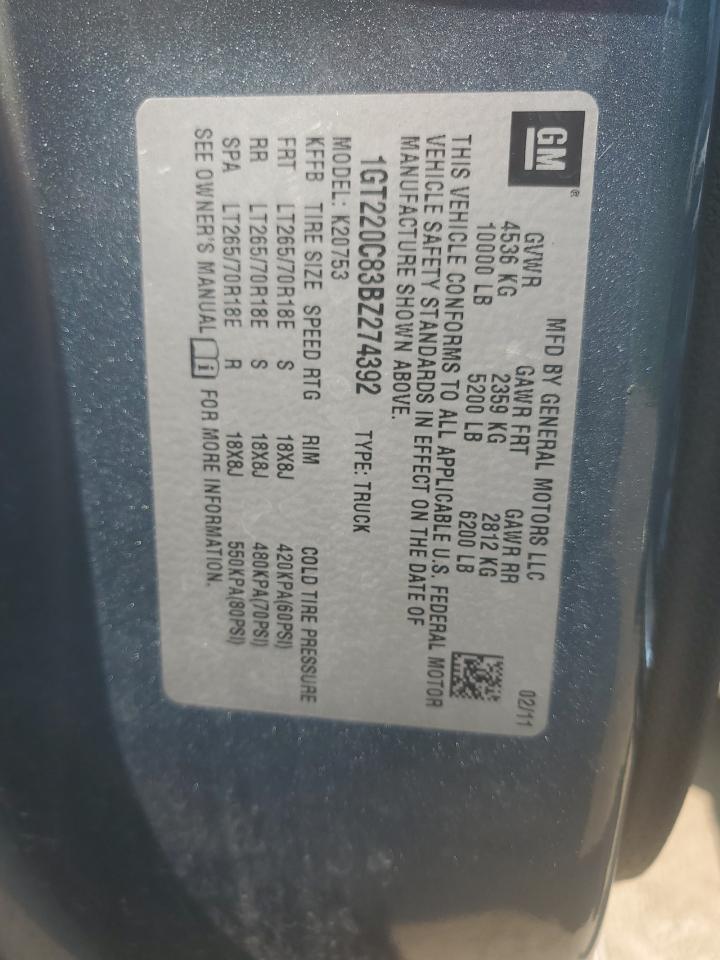 GM®
MFD BY GENERAL MOTORS LLC 02/11
GVWR GAWR FRT GAWR RR
4536 KG 2359 KG 2812 KG
10000 LB 5200 LB 6200 LB
THIS VEHICLE CONFORMS TO ALL APPLICABLE U.S. FEDERAL MOTOR
VEHICLE SAFETY STANDARDS IN EFFECT ON THE DATE OF
MANUFACTURE SHOWN ABOVE.
1GT220C83BZ274392 TYPE: TRUCK
MODEL: K20753
KFFB TIRE SIZE SPEED RTG RIM COLD TIRE PRESSURE
FRT LT265/70R18E S 18X8J 420KPA(60PSI)
RR LT265/70R18E S 18X8J 480KPA(70PSI)
SPA LT265/70R18E R 18X8J 550KPA(80PSI)
SEE OWNER'S MANUAL i FOR MORE INFORMATION.